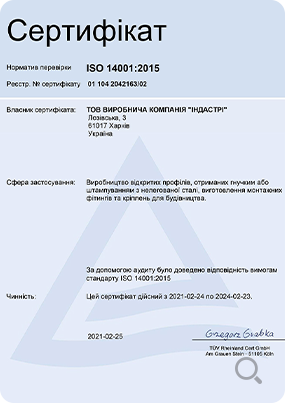 Сертифікат
Норматив перевірки ISO 14001:2015
Реєстр. № сертифікату 01 104 2042163/02
Власник сертифіката: ТОВ ВИРОБНИЧА КОМПАНІЯ "ІНДАСТРІ"
Лозівська, 3
61017 Харків
Україна
Сфера застосування: Виробництво відкритих профілів, отриманих гнучким або
штампуванням з нелегованої сталі, виготовлення монтажних
фітингів та кріплень для будівництва.
За допомогою аудиту було доведено відповідність вимогам
стандарту ISO 14001:2015
Чинність: Цей сертифікат дійсний з 2021-02-24 по 2024-02-23.
2021-02-25
Grzegorz Grabka
TÜV Rheinland Cert GmbH
Am Grauen Stein · 51105 Köln